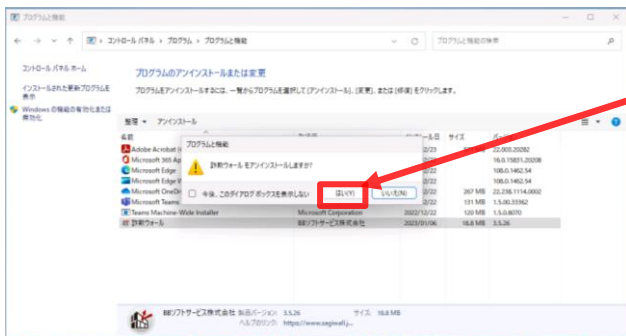 プログラムと機能
コントロール パネル > プログラム > プログラムと機能
プログラムと機能の検索
コントロール パネル ホーム
プログラムのアンインストールまたは変更
インストールされた更新プログラムを
表示
プログラムをアンインストールするには、一覧からプログラムを選択して [アンインストール]、[変更]、または [修復] をクリックします。
Windows の機能の有効化または
無効化
整理 アンインストール
名前 サイズ
Adobe Acrobat 2/23 22.003.20282
Microsoft 365 Ap 2/23 16.0.15831.20208
Microsoft Edge 2/22 108.0.1462.54
Microsoft Edge 2/22 108.0.1462.54
Microsoft OneDri 2/22 267 MB 22.238.1114.0002
Microsoft Teams 2/22 131 MB 1.5.00.33362
Teams Machine-Wide Installer Microsoft Corporation 2022/12/22 120 MB 1.5.0.8070
詐欺ウォール BBソフトサービス株式会社 2023/01/06 18.8 MB 3.5.26
プログラムと機能
詐欺ウォール をアンインストールしますか?
今後、このダイアログ ボックスを表示しない
はい(Y)
いいえ(N)
BBソフトサービス株式会社 製品バージョン: 3.5.26 サイズ: 18.8 MB
ヘルプのリンク: https://www.sagiwall.j...